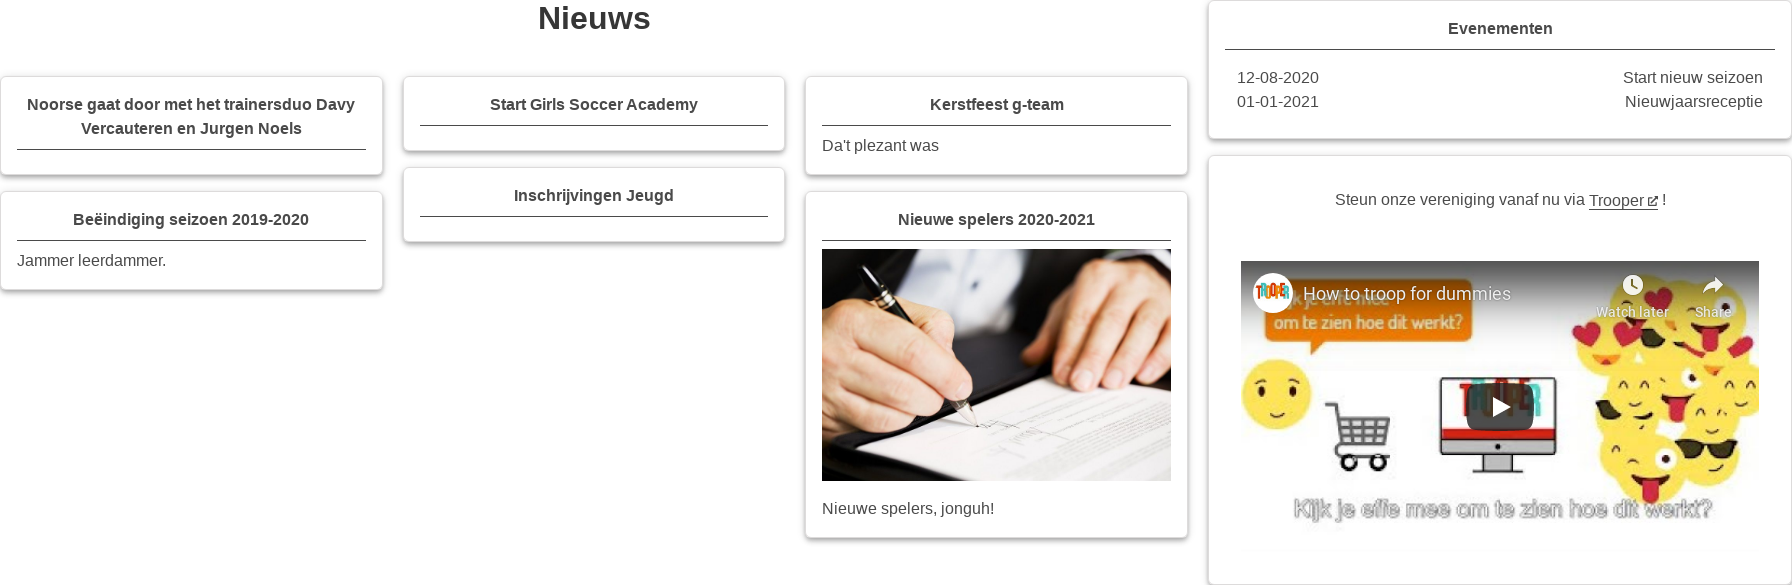 Nieuws
Noorse gaat door met het trainersduo Davy
Vercauteren en Jurgen Noels
Beëindiging seizoen 2019-2020
Jammer leerdammer.
Start Girls Soccer Academy
Inschrijvingen Jeugd
Kerstfeest g-team
Da't plezant was
Nieuwe spelers 2020-2021
Nieuwe spelers, jonguh!
Evenementen
12-08-2020 Start nieuw seizoen
01-01-2021 Nieuwjaarsreceptie
Steun onze vereniging vanaf nu via Trooper !
TROOPER
How to troop for dummies
Watch later
Share
je effe mee
om te zien hoe dit werkt?
TROOPER
Kijk je effe mee om te zien hoe dit werkt?